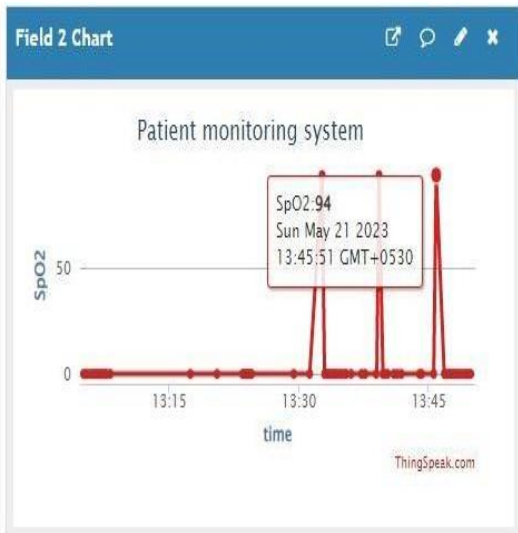 Field 2 Chart
Patient monitoring system
SpO2:94
Sun May 21 2023
13:45:51 GMT+0530
SpO2
50
0
13:15
13:30
13:45
time
ThingSpeak.com